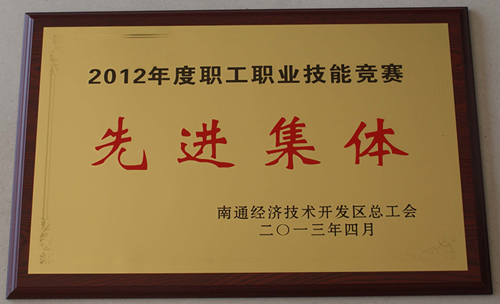 2012年度职工职业技能竞赛
先进集体
南通经济技术开发区总工会
二〇一三年四月